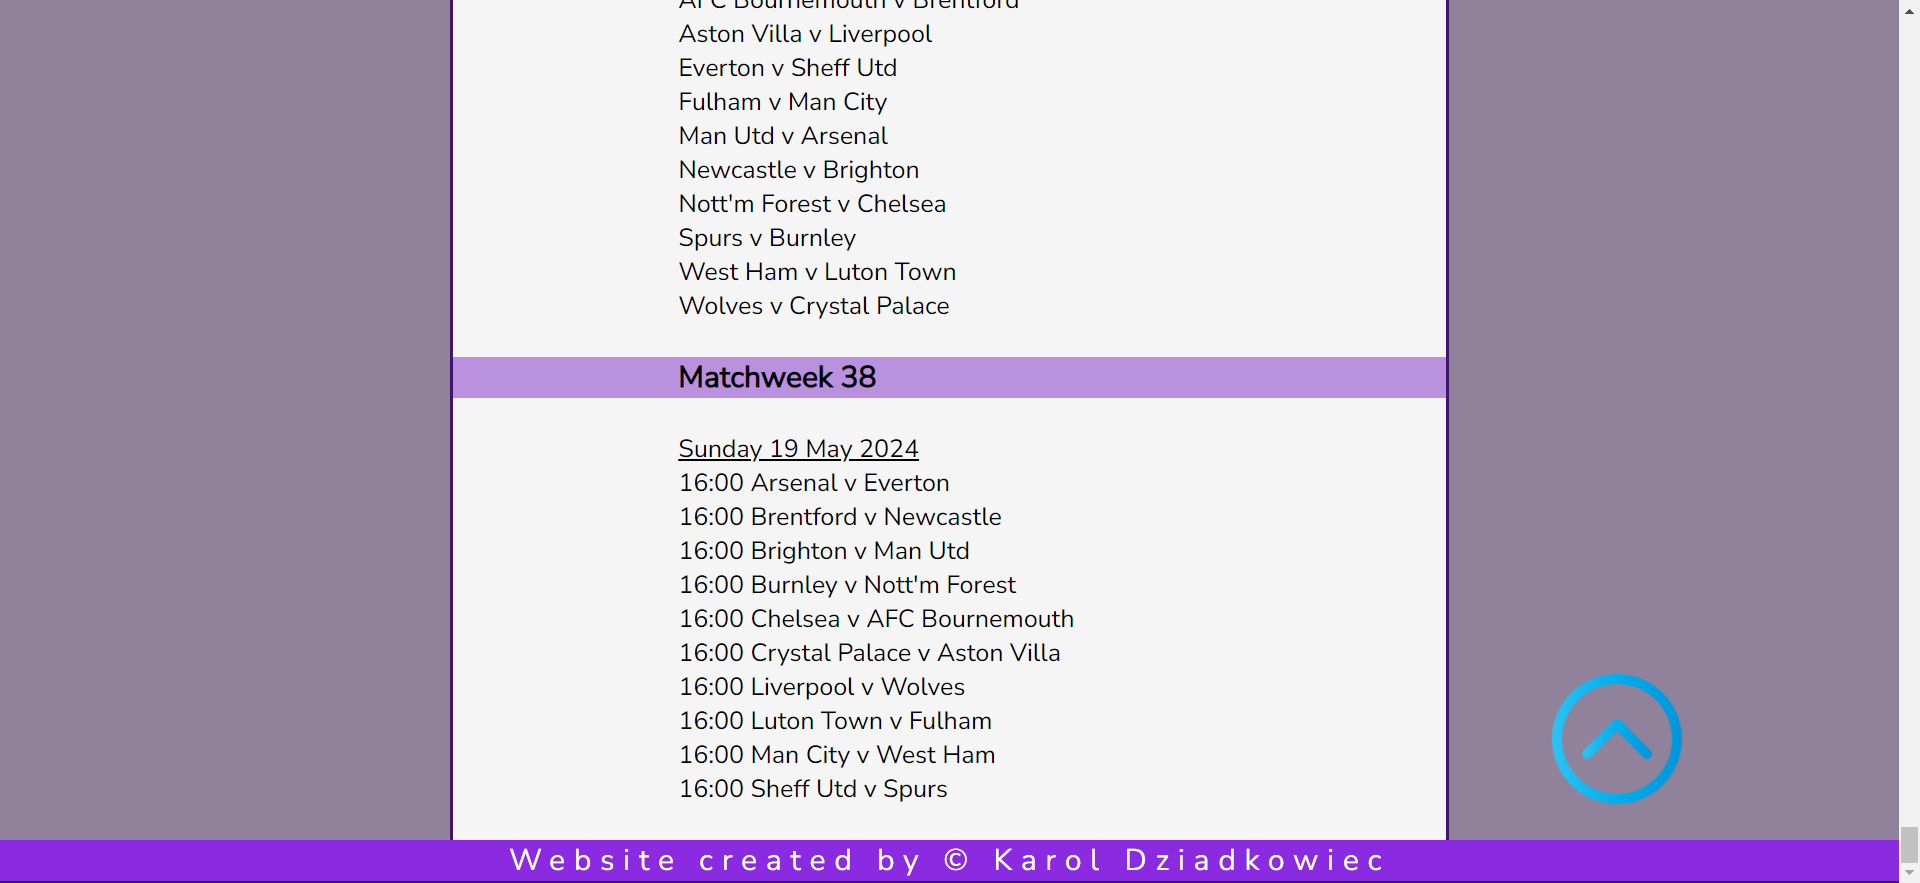 AFC Bournemouth v Brentford
Aston Villa v Liverpool
Everton v Sheff Utd
Fulham v Man City
Man Utd v Arsenal
Newcastle v Brighton
Nott'm Forest v Chelsea
Spurs v Burnley
West Ham v Luton Town
Wolves v Crystal Palace
Matchweek 38
Sunday 19 May 2024
16:00 Arsenal v Everton
16:00 Brentford v Newcastle
16:00 Brighton v Man Utd
16:00 Burnley v Nott'm Forest
16:00 Chelsea v AFC Bournemouth
16:00 Crystal Palace v Aston Villa
16:00 Liverpool v Wolves
16:00 Luton Town v Fulham
16:00 Man City v West Ham
16:00 Sheff Utd v Spurs
Website created by © Karol Dziadkowiec